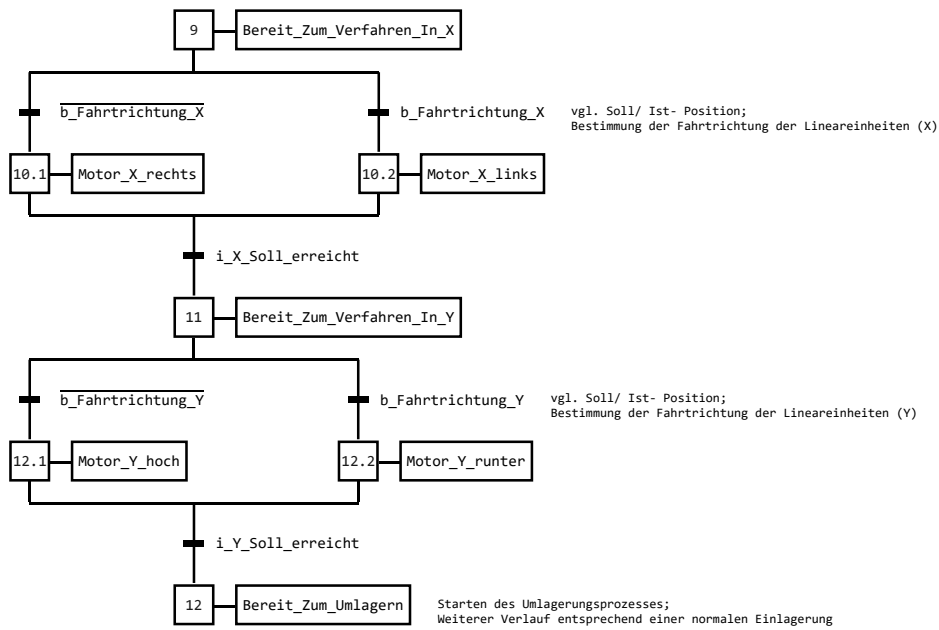 9 Bereit_Zum_Verfahren_In_X
b_Fahrtrichtung_X b_Fahrtrichtung_X vgl. Soll/ Ist- Position;
Bestimmung der Fahrtrichtung der Lineareinheiten (X)
10.1 Motor_X_rechts 10.2 Motor_X_links
i_X_Soll_erreicht
11 Bereit_Zum_Verfahren_In_Y
b_Fahrtrichtung_Y b_Fahrtrichtung_Y vgl. Soll/ Ist- Position;
Bestimmung der Fahrtrichtung der Lineareinheiten (Y)
12.1 Motor_Y_hoch 12.2 Motor_Y_runter
i_Y_Soll_erreicht
12 Bereit_Zum_Umlagern Starten des Umlagerungsprozesses;
Weiterer Verlauf entsprechend einer normalen Einlagerung